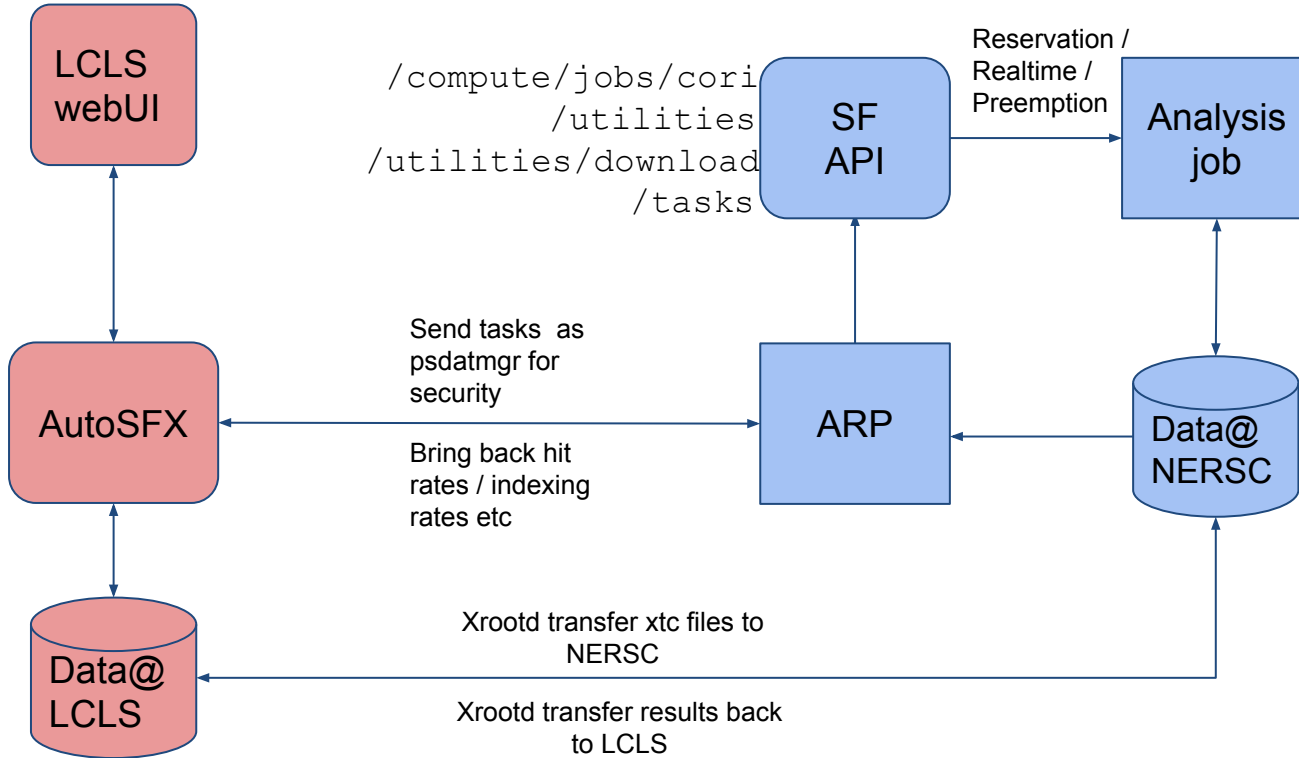 LCLS
webUI
/compute/jobs/cori
/utilities
/utilities/download
/tasks
SF
API
Reservation /
Realtime /
Preemption
Analysis
job
Send tasks  as
psdatmgr for
security
AutoSFX
ARP
Bring back hit
rates / indexing
rates etc
Data@
NERSC
Xrootd transfer xtc files to
NERSC
Data@
LCLS
Xrootd transfer results back
to LCLS